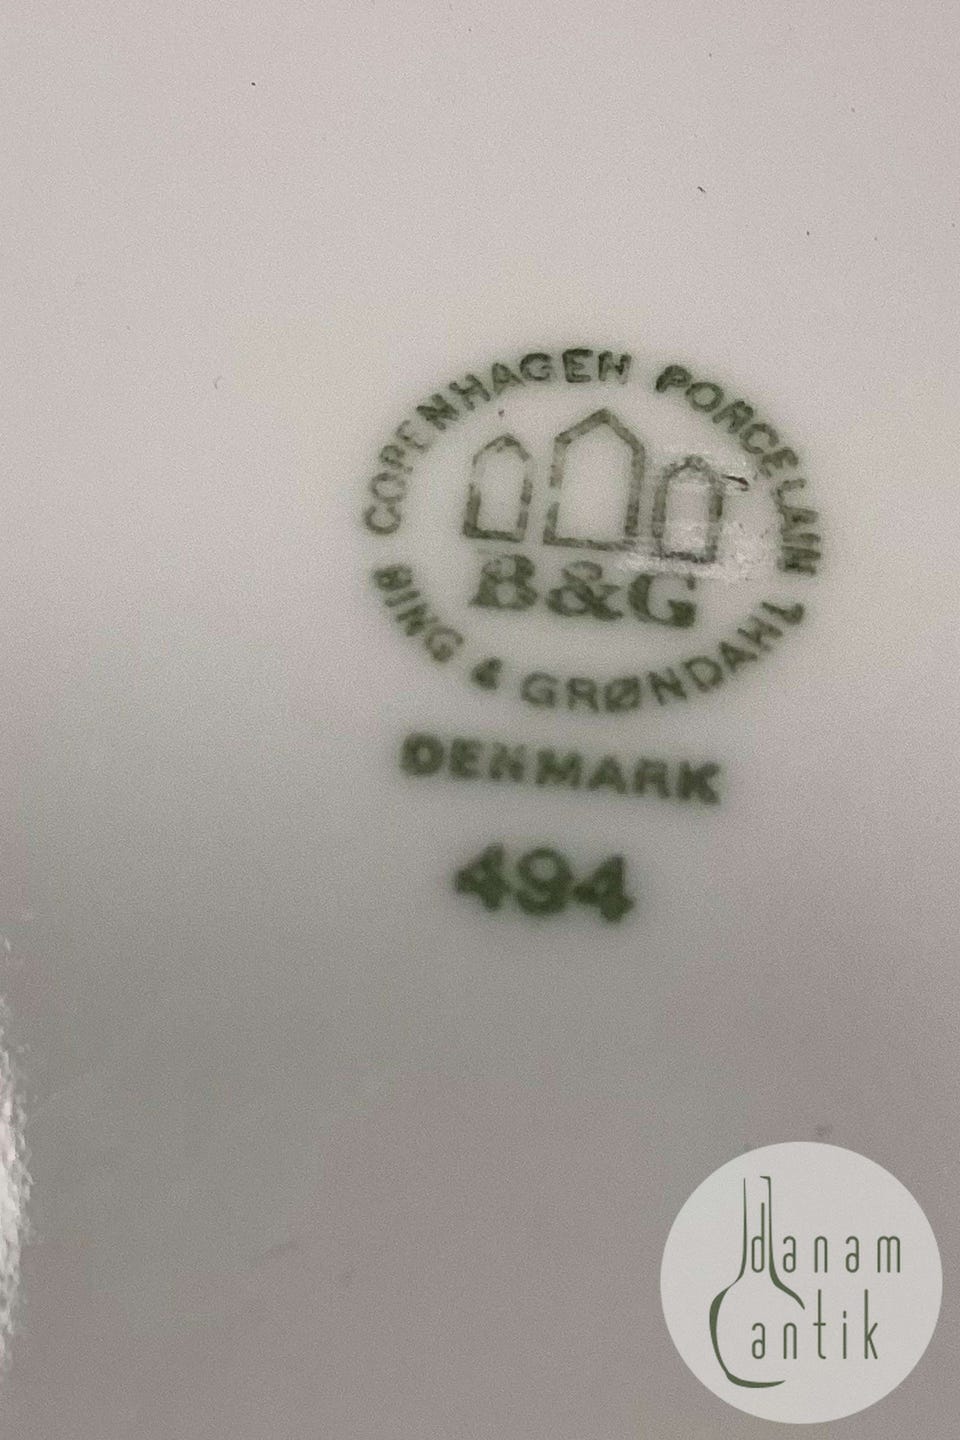 COPENHAGEN PORCELAIN
B&G
BING & GRØNDAHL
DENMARK
494
danam
antik